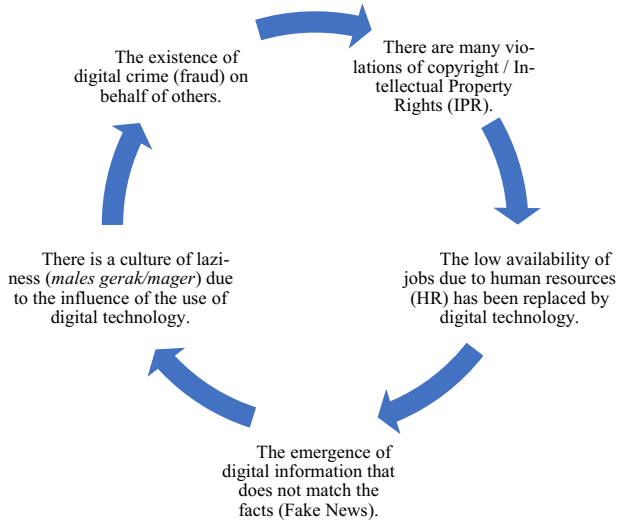 The existence of
digital crime (fraud) on
behalf of others.
There are many vio-
lations of copyright / In-
tellectual Property
Rights (IPR).
The low availability of
jobs due to human resources
(HR) has been replaced by
digital technology.
The emergence of
digital information that
does not match the
facts (Fake News).
There is a culture of lazi-
ness (males gerak/mager) due
to the influence of the use of
digital technology.